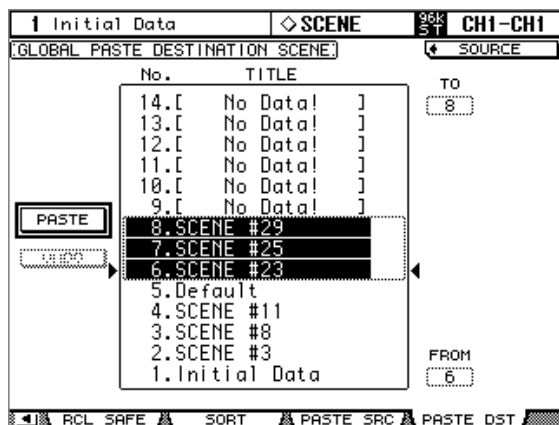 1 Initial Data ◇SCENE 96k ST CH1-CH1
GLOBAL PASTE DESTINATION SCENE
SOURCE
No. TITLE
TO
8
14.[ No Data! ]
13.[ No Data! ]
12.[ No Data! ]
11.[ No Data! ]
10.[ No Data! ]
9.[ No Data! ]
8.SCENE #29
7.SCENE #25
6.SCENE #23
5.Default
4.SCENE #11
3.SCENE #8
2.SCENE #3
1.Initial Data
PASTE
UNDO
FROM
6
RCL SAFE SORT PASTE SRC PASTE DST